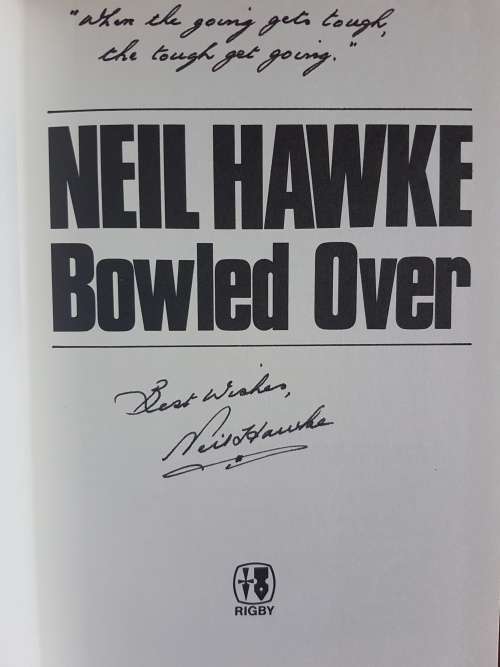 "When the going gets tough,
the tough get going."
NEIL HAWKE
Bowled Over
Best Wishes,
Neil Hawke
RIGBY